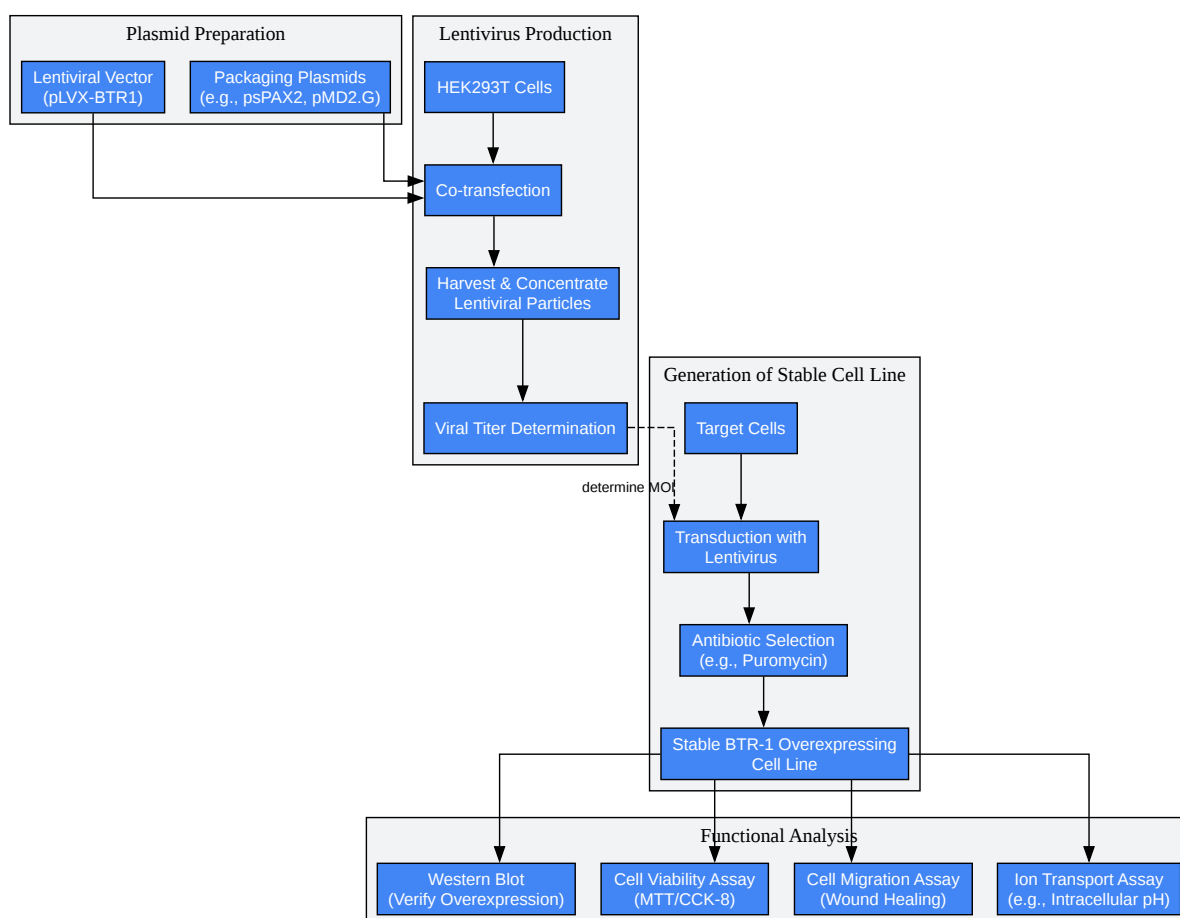 Plasmid Preparation
Lentiviral Vector
(pLVX-BTR1)
Packaging Plasmids
(e.g., psPAX2, pMD2.G)
Lentivirus Production
HEK293T Cells
Co-transfection
Harvest & Concentrate
Lentiviral Particles
Viral Titer Determination
determine MOI
Generation of Stable Cell Line
Target Cells
Transduction with
Lentivirus
Antibiotic Selection
(e.g., Puromycin)
Stable BTR-1 Overexpressing
Cell Line
Functional Analysis
Western Blot
(Verify Overexpression)
Cell Viability Assay
(MTT/CCK-8)
Cell Migration Assay
(Wound Healing)
Ion Transport Assay
(e.g., Intracellular pH)